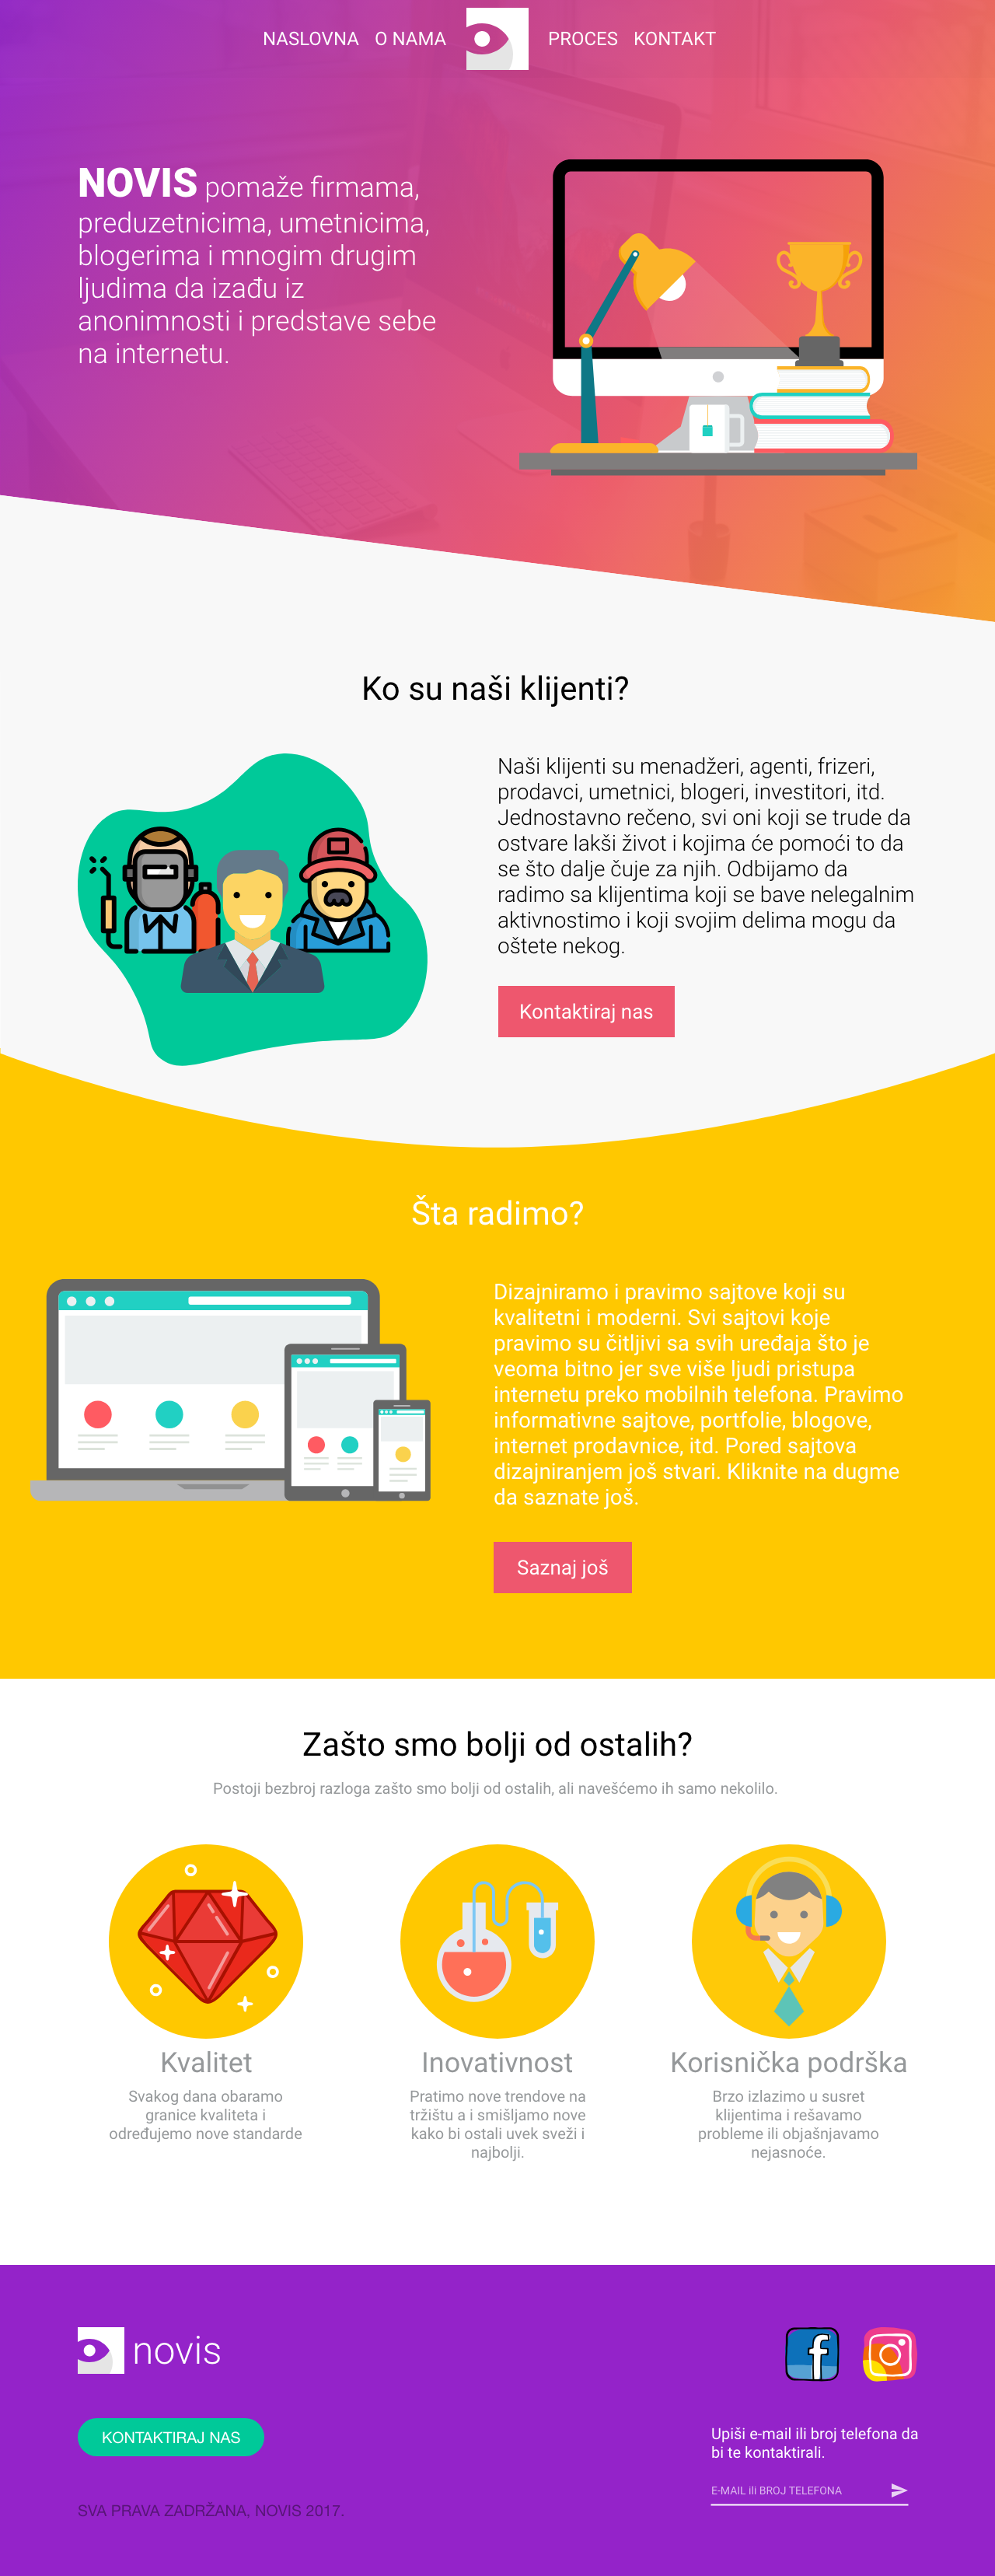 NASLOVNA O NAMA PROCES KONTAKT
NOVIS pomaže firmama,
preduzetnicima, umetnicima,
blogerima i mnogim drugim
ljudima da izađu iz
anonimnosti i predstave sebe
na internetu.
Ko su naši klijenti?
Naši klijenti su menadžeri, agenti, frizeri,
prodavci, umetnici, blogeri, investitori, itd.
Jednostavno rečeno, svi oni koji se trude da
ostvare lakši život i kojima će pomoći to da
se što dalje čuje za njih. Odbijamo da
radimo sa klijentima koji se bave nelegalnim
aktivnostimo i koji svojim delima mogu da
oštete nekog.
Kontaktiraj nas
Šta radimo?
Dizajniramo i pravimo sajtove koji su
kvalitetni i moderni. Svi sajtovi koje
pravimo su čitljivi sa svih uređaja što je
veoma bitno jer sve više ljudi pristupa
internetu preko mobilnih telefona. Pravimo
informativne sajtove, portfolie, blogove,
internet prodavnice, itd. Pored sajtova
dizajniranjem još stvari. Kliknite na dugme
da saznate još.
Saznaj još
Zašto smo bolji od ostalih?
Postoji bezbroj razloga zašto smo bolji od ostalih, ali navešćemo ih samo nekolilo.
Kvalitet
Svakog dana obaramo
granice kvaliteta i
određujemo nove standarde
Inovativnost
Pratimo nove trendove na
tržištu a i smišljamo nove
kako bi ostali uvek sveži i
najbolji.
Korisnička podrška
Brzo izlazimo u susret
klijentima i rešavamo
probleme ili objašnjavamo
nejasnoće.
novis
KONTAKTIRAJ NAS
SVA PRAVA ZADRŽANA, NOVIS 2017.
Upiši e-mail ili broj telefona da
bi te kontaktirali.
E-MAIL ili BROJ TELEFONA